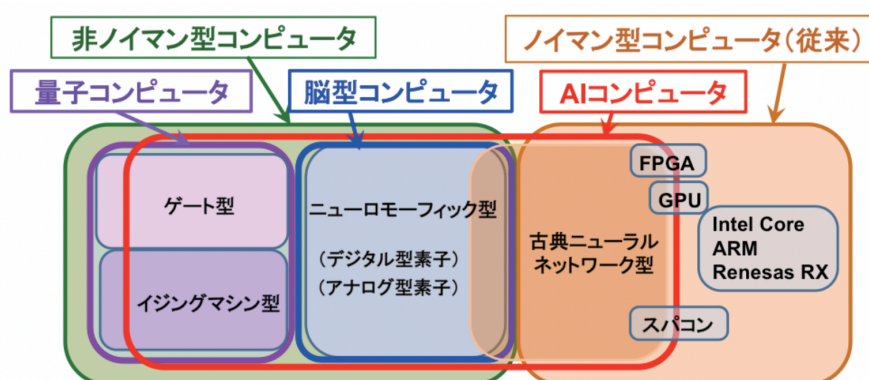 非ノイマン型コンピュータ
ノイマン型コンピュータ(従来)
量子コンピュータ
脳型コンピュータ
AIコンピュータ
ゲート型
イジングマシン型
ニューロモーフィック型
(デジタル型素子)
(アナログ型素子)
古典ニューラル
ネットワーク型
FPGA
GPU
Intel Core
ARM
Renesas RX
スパコン